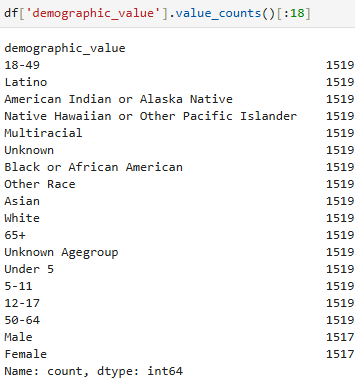 df['demographic_value'].value_counts()[:18]
demographic_value
18-49 1519
Latino 1519
American Indian or Alaska Native 1519
Native Hawaiian or Other Pacific Islander 1519
Multiracial 1519
Unknown 1519
Black or African American 1519
Other Race 1519
Asian 1519
White 1519
65+ 1519
Unknown Agegroup 1519
Under 5 1519
5-11 1519
12-17 1519
50-64 1519
Male 1517
Female 1517
Name: count, dtype: int64